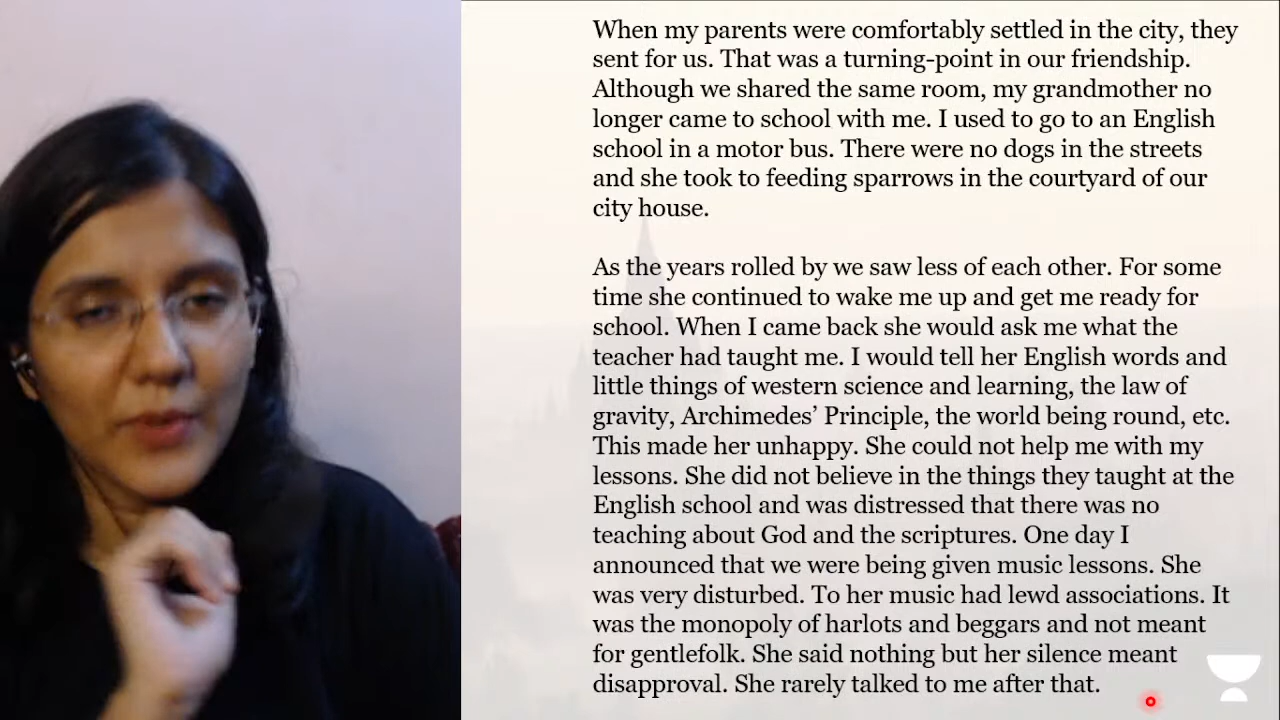 When my parents were comfortably settled in the city, they
sent for us. That was a turning-point in our friendship.
Although we shared the same room, my grandmother no
longer came to school with me. I used to go to an English
school in a motor bus. There were no dogs in the streets
and she took to feeding sparrows in the courtyard of our
city house.
As the years rolled by we saw less of each other. For some
time she continued to wake me up and get me ready for
school. When I came back she would ask me what the
teacher had taught me. I would tell her English words and
little things of western science and learning, the law of
gravity, Archimedes’ Principle, the world being round, etc.
This made her unhappy. She could not help me with my
lessons. She did not believe in the things they taught at the
English school and was distressed that there was no
teaching about God and the scriptures. One day I
announced that we were being given music lessons. She
was very disturbed. To her music had lewd associations. It
was the monopoly of harlots and beggars and not meant
for gentlefolk. She said nothing but her silence meant
disapproval. She rarely talked to me after that.